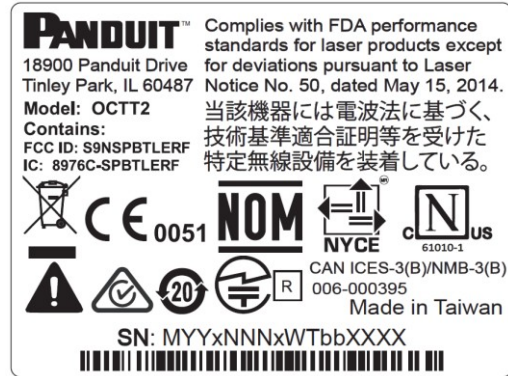 PANDUIT™
18900 Panduit Drive
Tinley Park, IL 60487
Model: OCTT2
Contains:
FCC ID: S9NSPBTLERF
IC: 8976C-SPBTLERF
Complies with FDA performance
standards for laser products except
for deviations pursuant to Laser
Notice No. 50, dated May 15, 2014.
当該機器には電波法に基づく、
技術基準適合証明等を受けた
特定無線設備を装着している。
CE 0051
NOM
NYCE
C N US
61010-1
20
R
CAN ICES-3(B)/NMB-3(B)
006-000395
Made in Taiwan
SN: MYYxNNNxWTbbXXXX